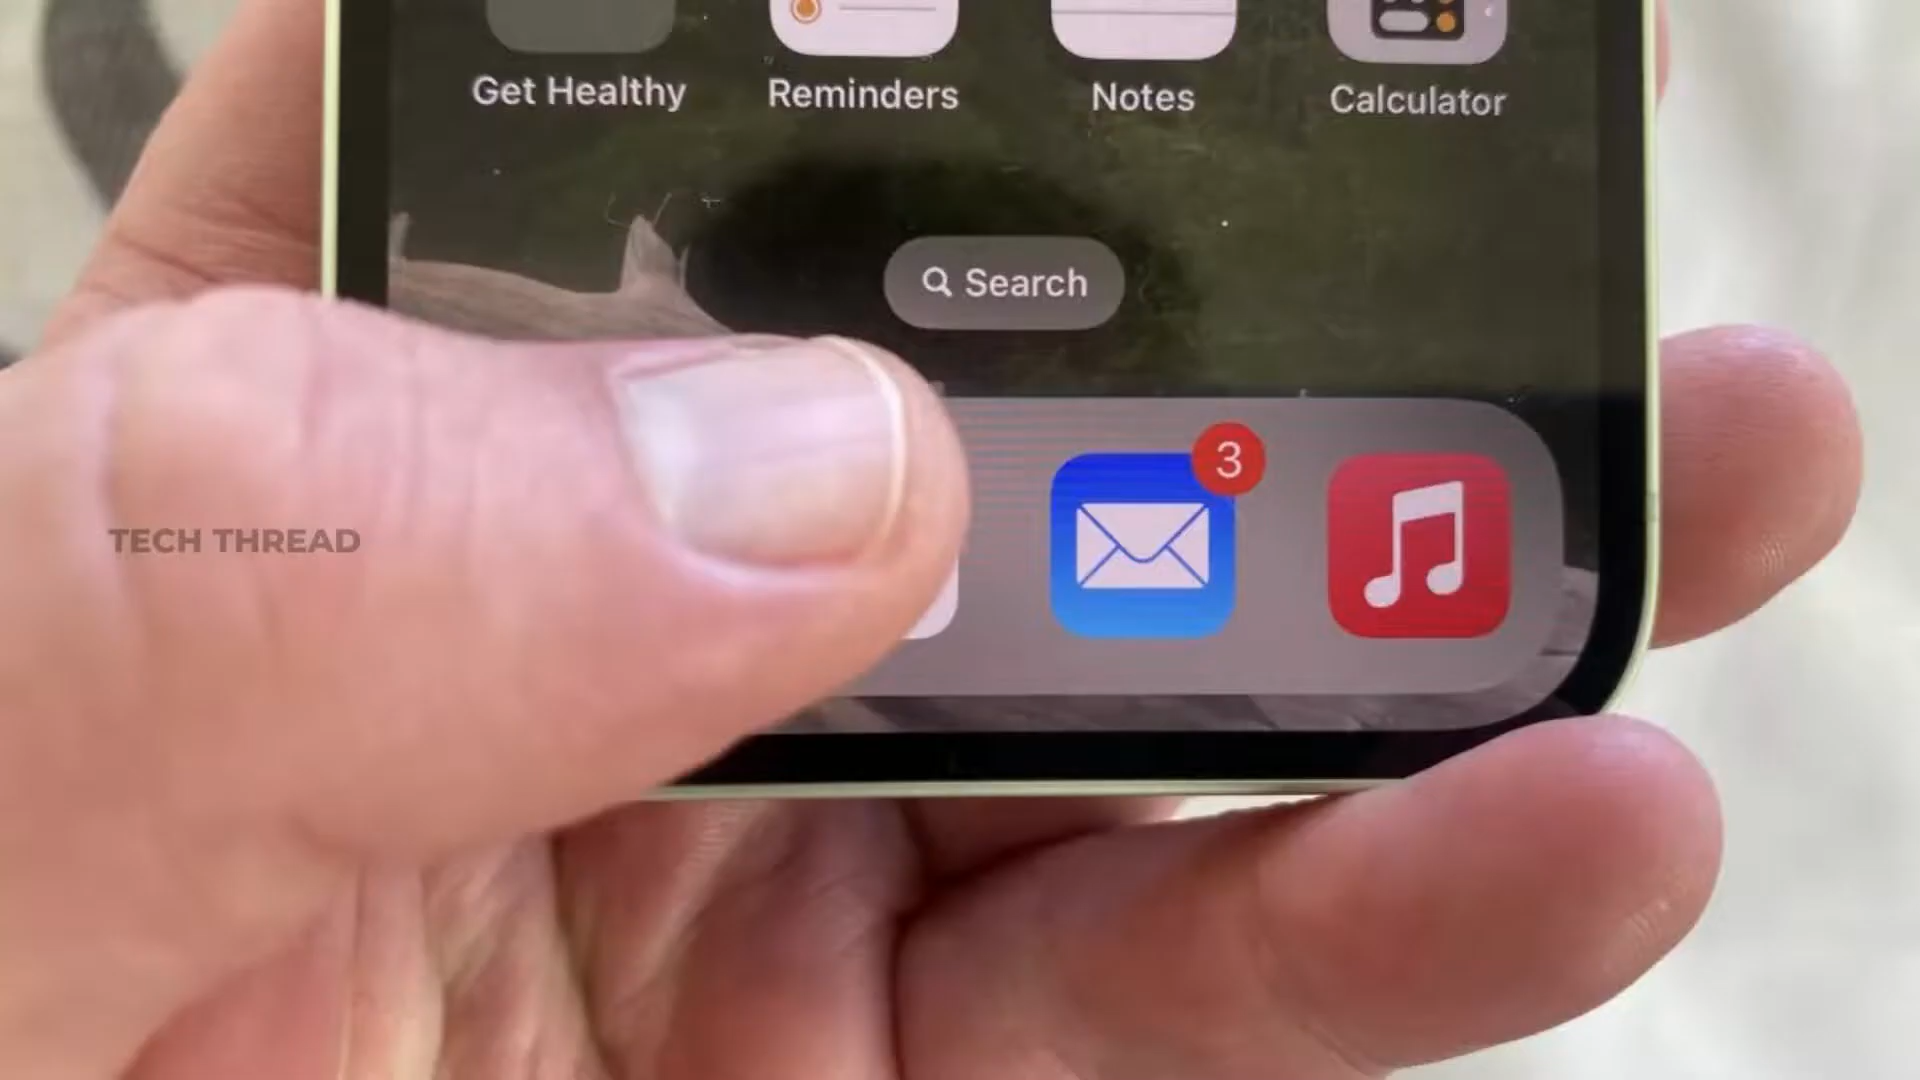 Get Healthy
Reminders
Notes
Calculator
Search
3
TECH THREAD